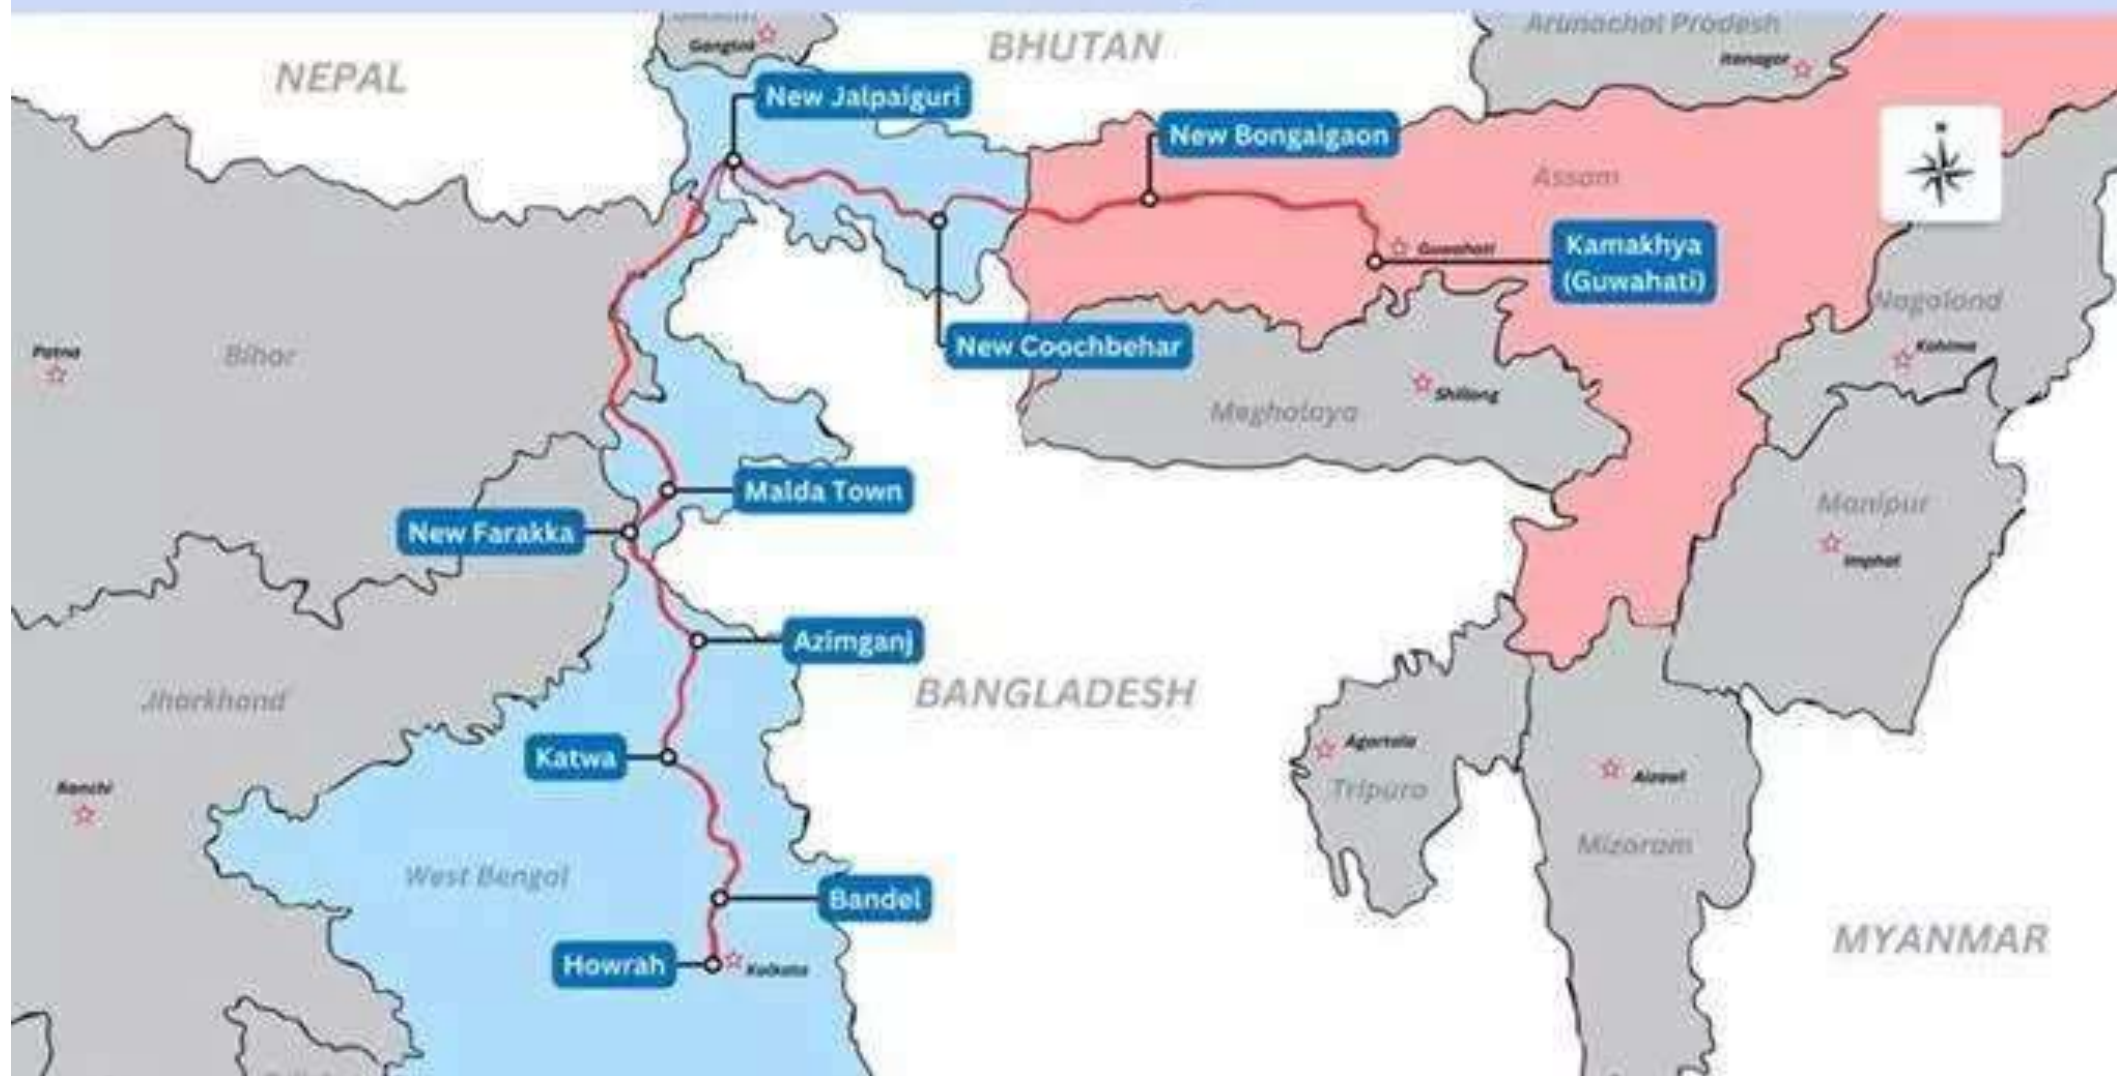 Gangtok
NEPAL
BHUTAN
Arunachal Pradesh
Itanagar
New Jalpaiguri
New Bongalgaon
Assam
Guwahati
Kamakhya
(Guwahati)
Nagaland
Kohima
Patna
Bihar
New Coochbehar
Shillong
Meghalaya
Malda Town
Manipur
New Farakka
Imphal
Azimganj
Jharkhand
BANGLADESH
Katwa
Agartala
Tripura
Aizawl
Ranchi
Mizoram
West Bengal
Bandel
MYANMAR
Howrah
Kolkata